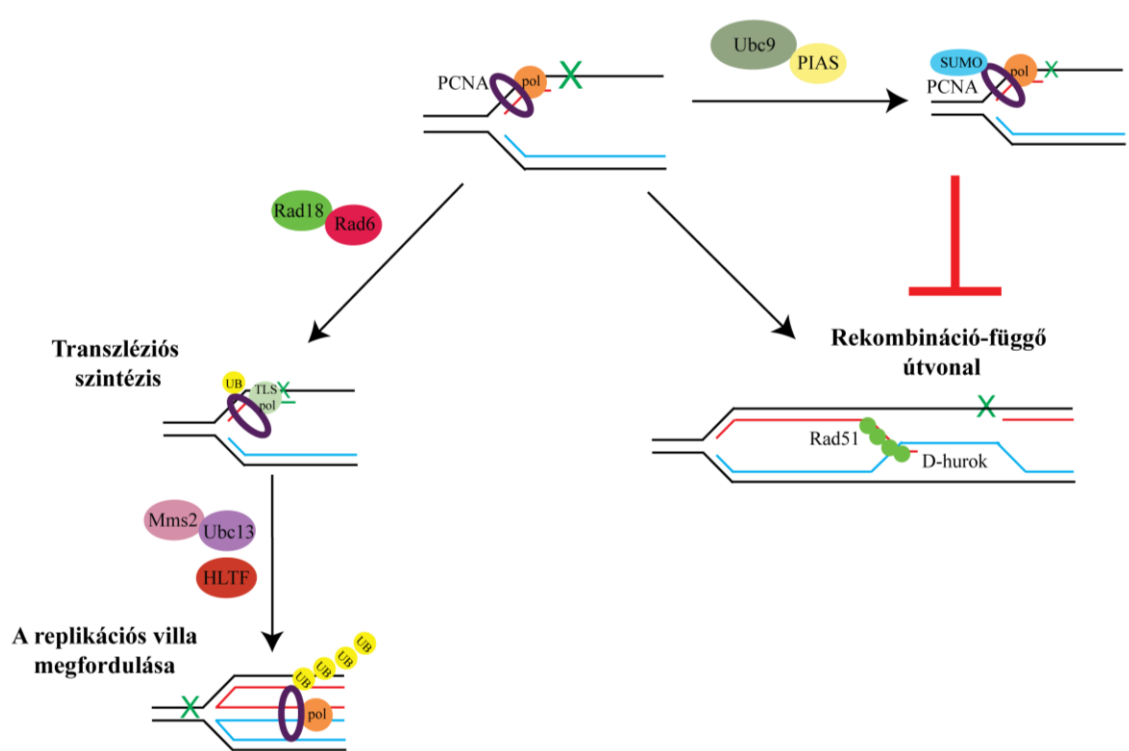 Ubc9
PIAS
PCNA
pol
SUMO
pol
PCNA
Rad18
Rad6
Transzléziós
szintézis
UB
TLS
pol
Rekombináció-függő
útvonal
Rad51
D-hurok
Mms2
Ubc13
HLTF
A replikációs villa
megfordulása
UB
UB
UB
UB
pol